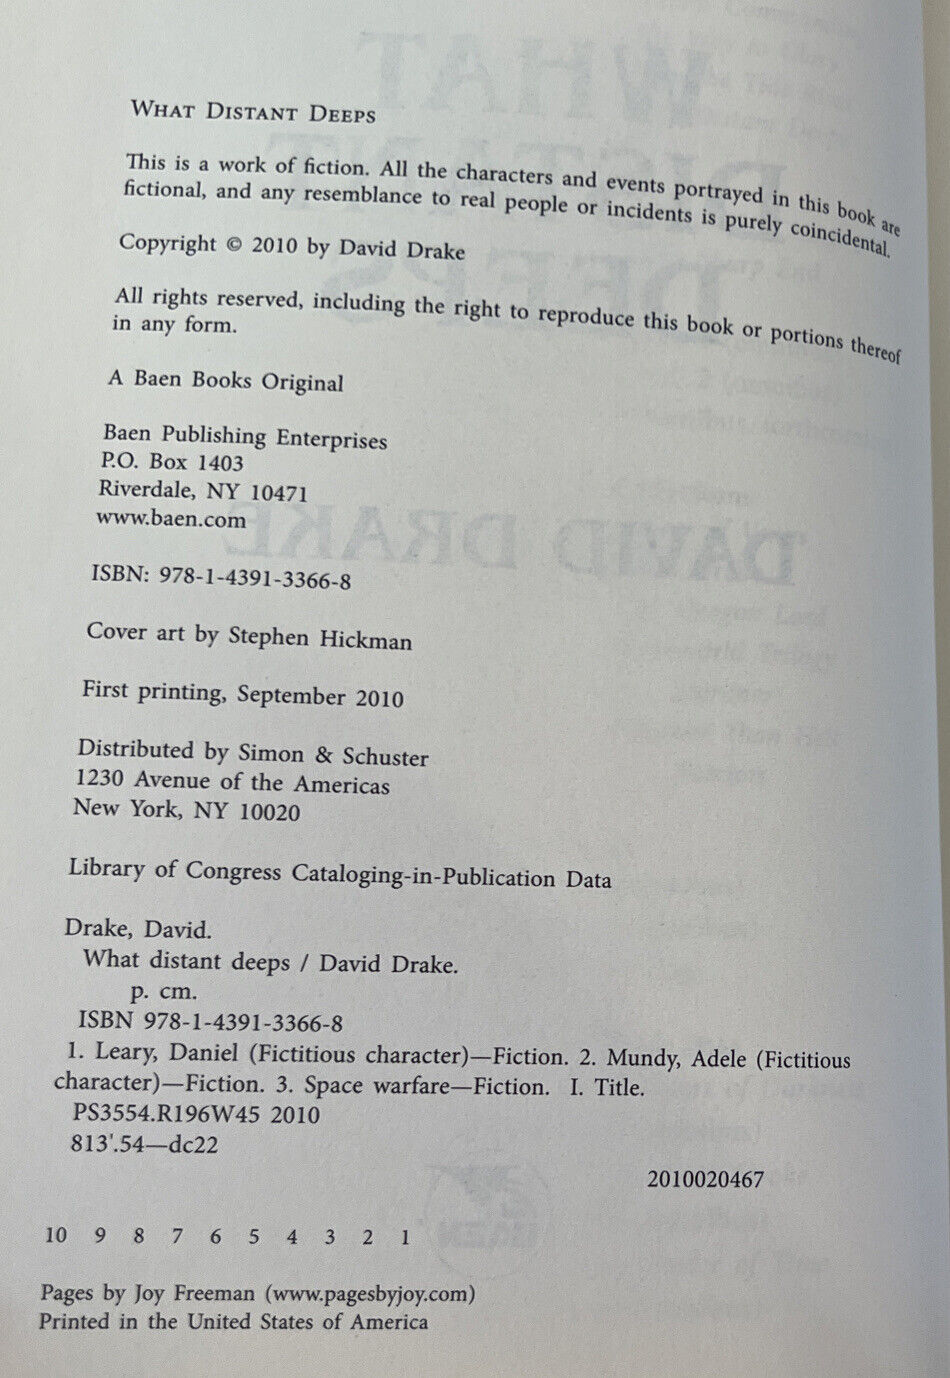 WHAT DISTANT DEEPS
This is a work of fiction. All the characters and events portrayed in this book are
fictional, and any resemblance to real people or incidents is purely coincidental.
Copyright © 2010 by David Drake
All rights reserved, including the right to reproduce this book or portions thereof
in any form.
A Baen Books Original
Baen Publishing Enterprises
P.O. Box 1403
Riverdale, NY 10471
www.baen.com
ISBN: 978-1-4391-3366-8
Cover art by Stephen Hickman
First printing, September 2010
Distributed by Simon & Schuster
1230 Avenue of the Americas
New York, NY 10020
Library of Congress Cataloging-in-Publication Data
Drake, David.
What distant deeps / David Drake.
p. cm.
ISBN 978-1-4391-3366-8
1. Leary, Daniel (Fictitious character)—Fiction. 2. Mundy, Adele (Fictitious
character)—Fiction. 3. Space warfare—Fiction. I. Title.
PS3554.R196W45 2010
813'.54—dc22
2010020467
10 9 8 7 6 5 4 3 2 1
Pages by Joy Freeman (www.pagesbyjoy.com)
Printed in the United States of America